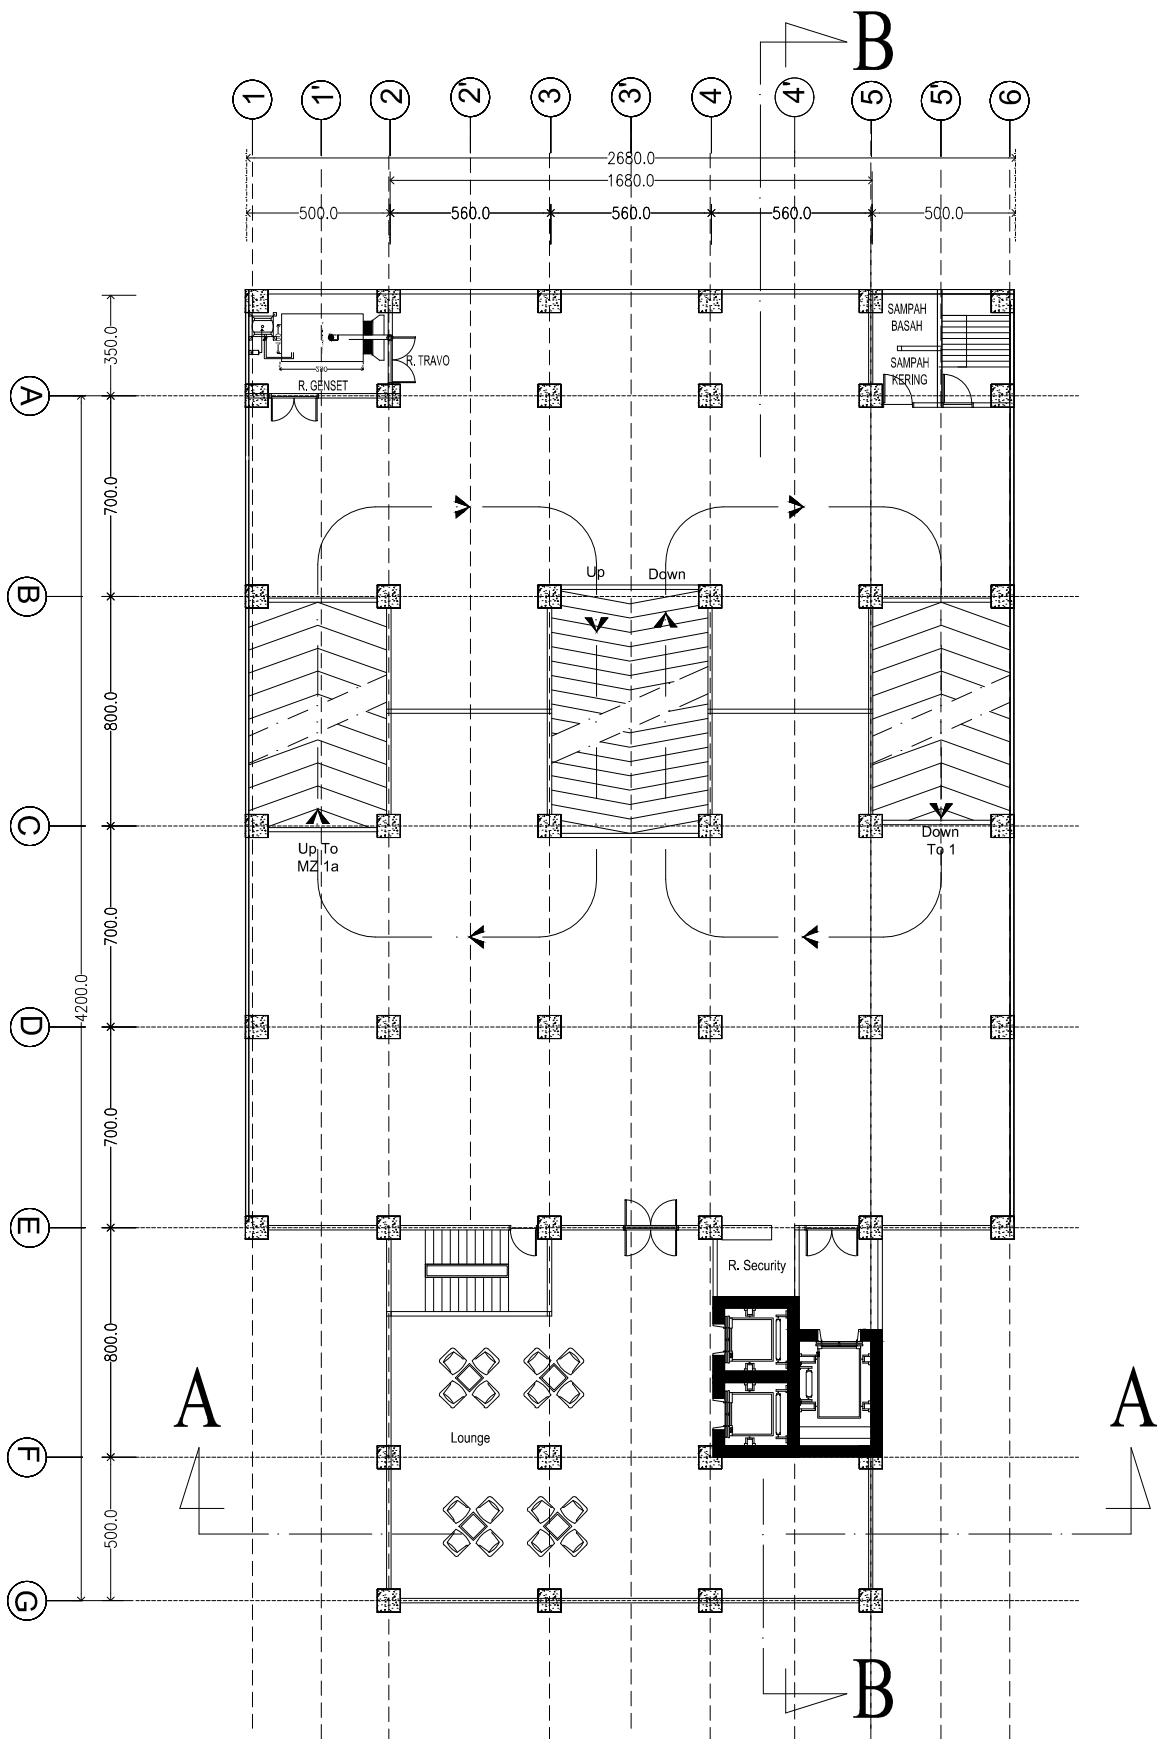 B
1
1'
2
2'
3
3'
4
4'
5
5'
6
2680.0
1680.0
500.0
560.0
560.0
560.0
500.0
350.0
SAMPAH
BASAH
SAMPAH
KERING
R. TRAVO
R. GENSET
A
700.0
B
Up
Down
800.0
C
Up To
MZ 1a
Down
To 1
700.0
4200.0
D
700.0
E
R. Security
800.0
A
A
Lounge
F
500.0
G
B